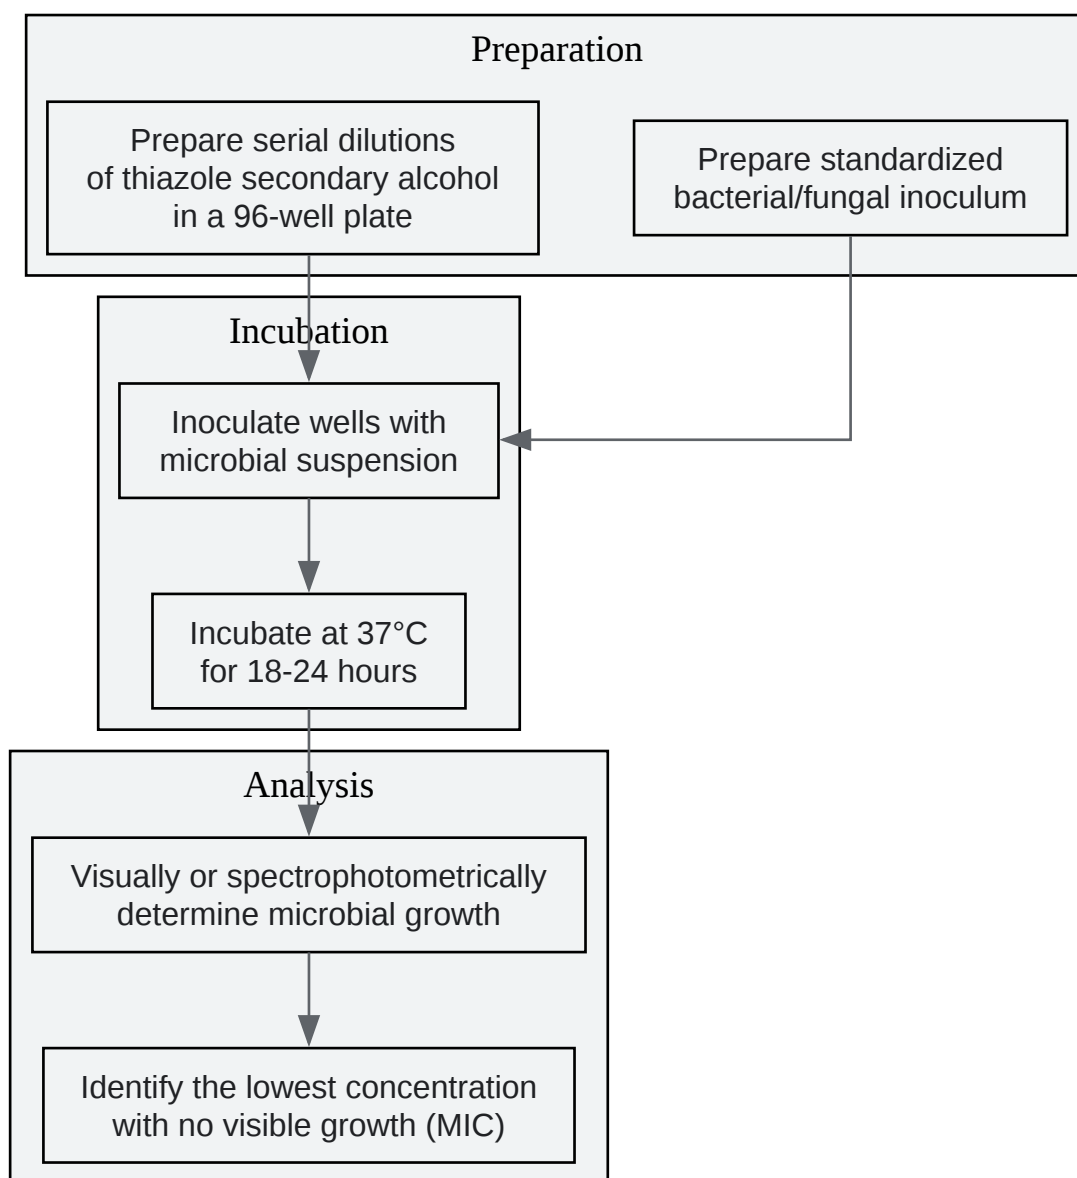 Preparation
Prepare serial dilutions
of thiazole secondary alcohol
in a 96-well plate
Prepare standardized
bacterial/fungal inoculum
Incubation
Inoculate wells with
microbial suspension
Incubate at 37°C
for 18-24 hours
Analysis
Visually or spectrophotometrically
determine microbial growth
Identify the lowest concentration
with no visible growth (MIC)